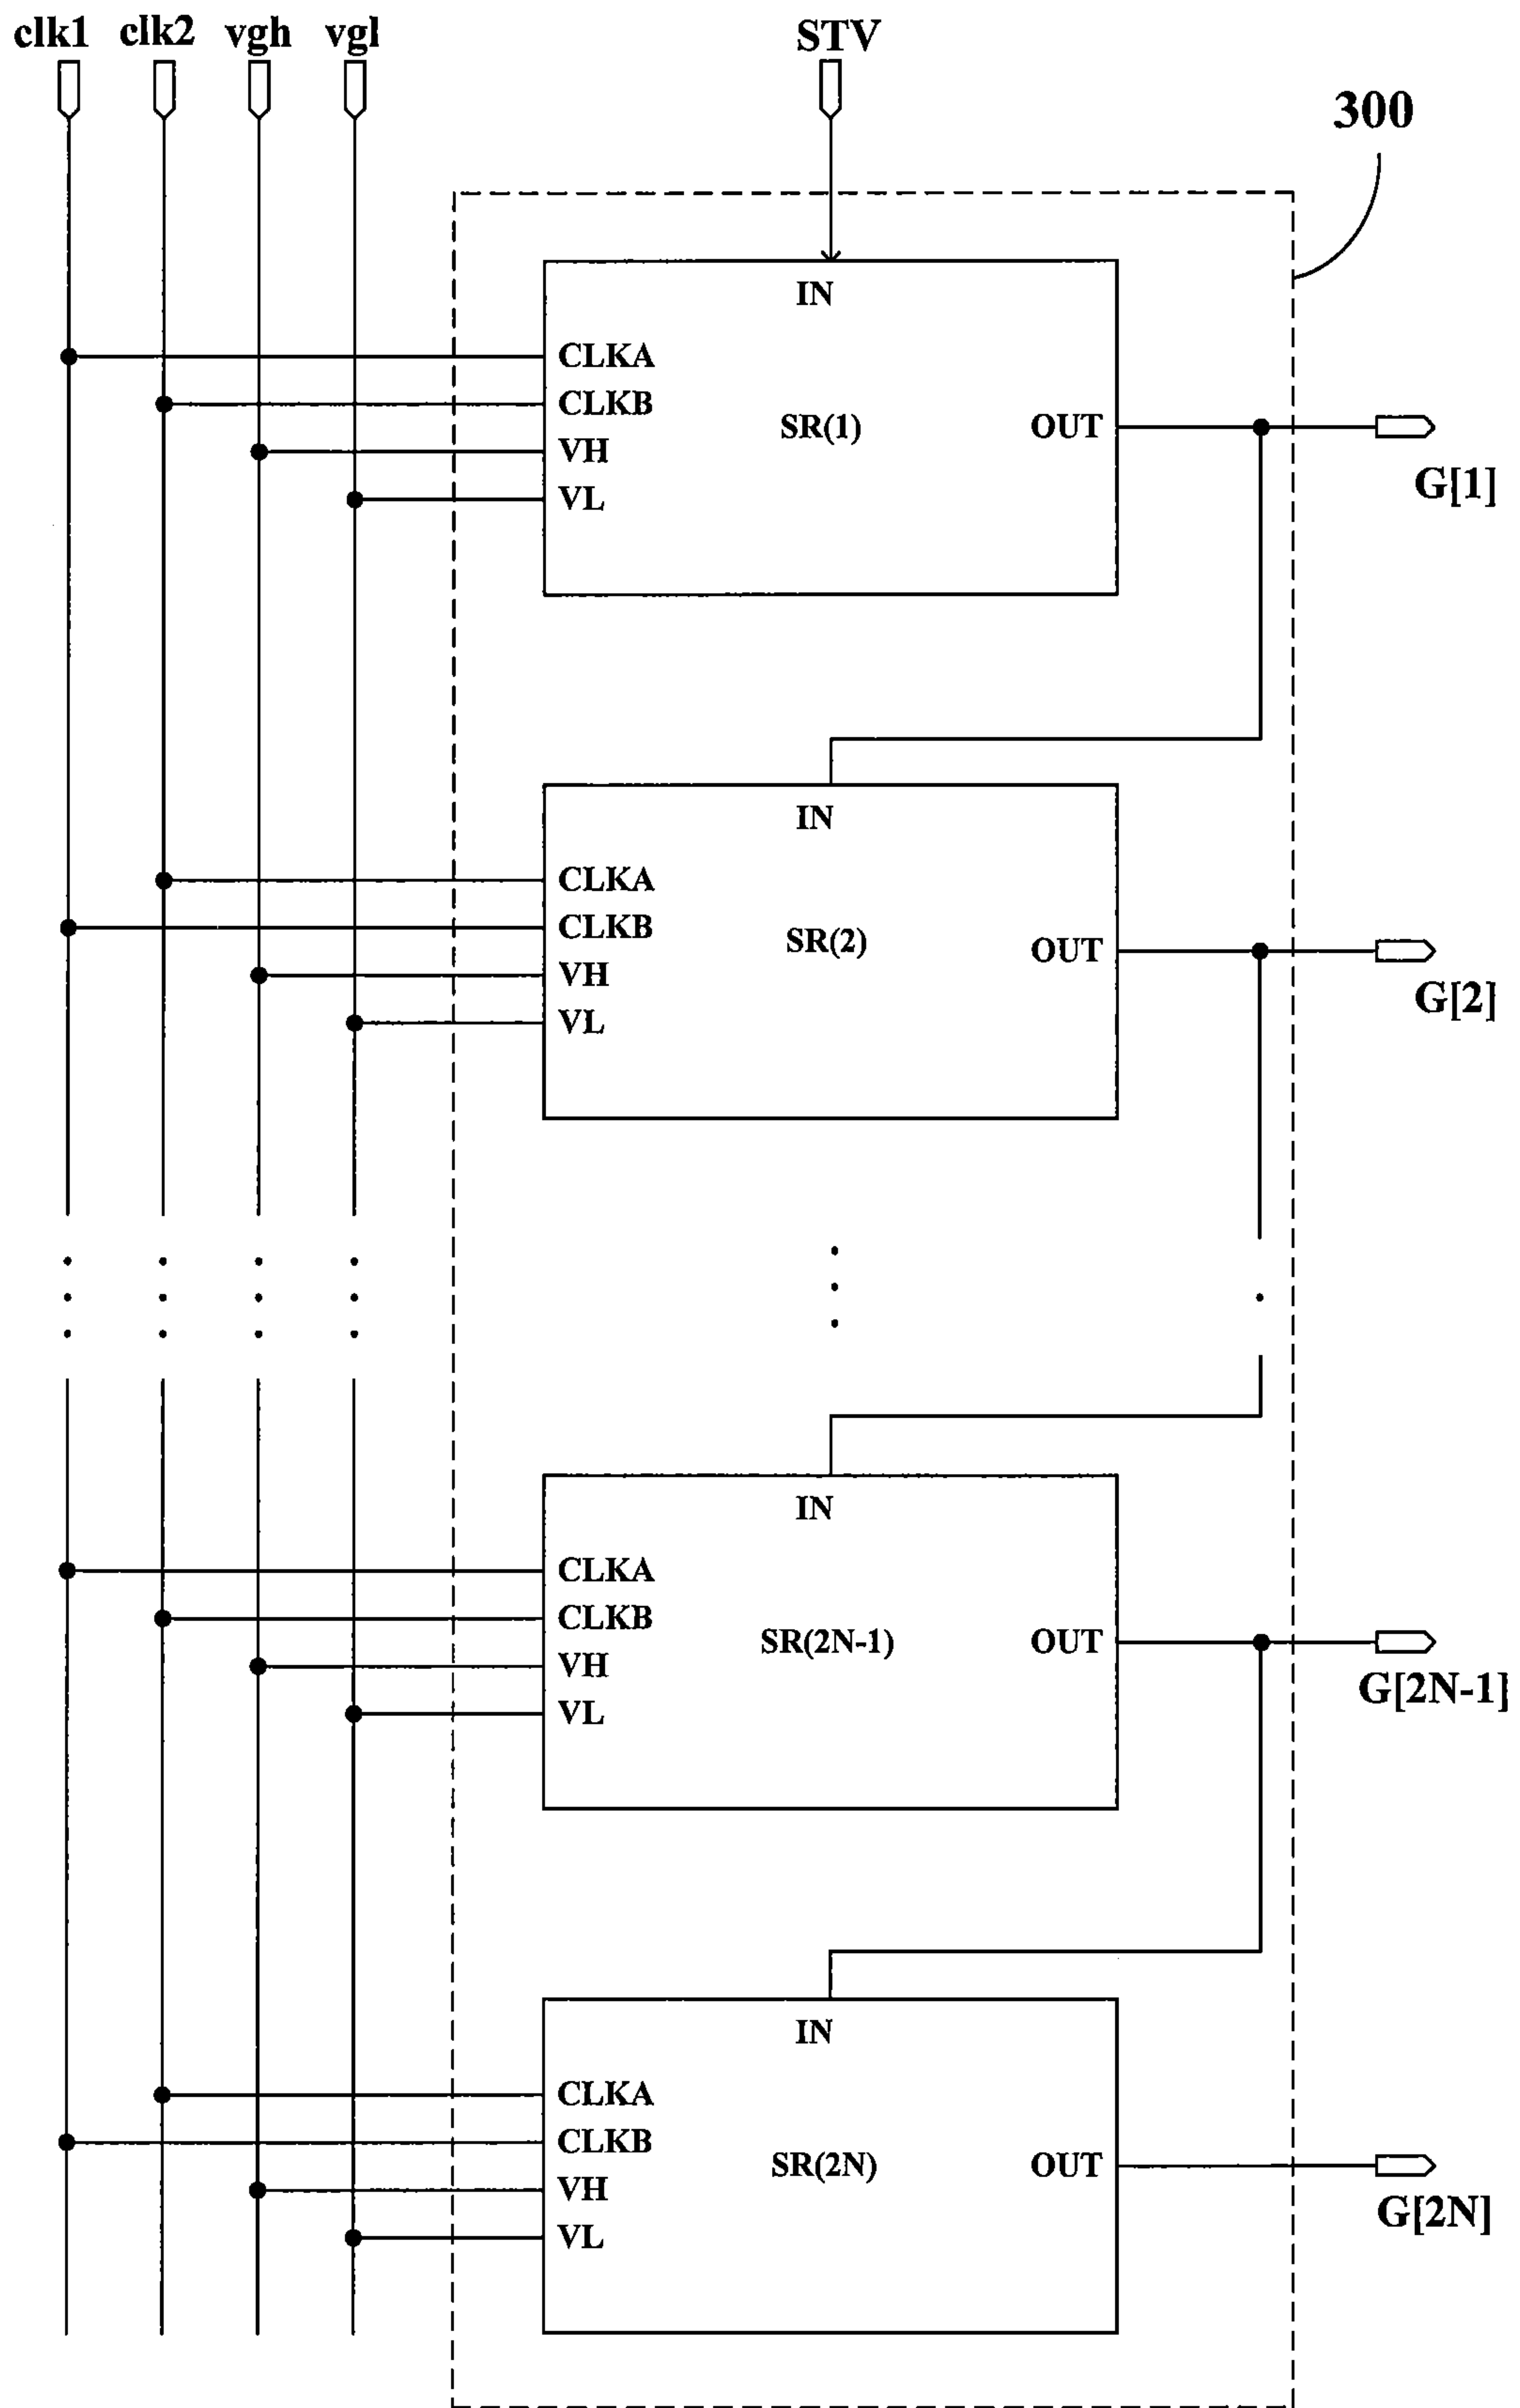 clk1 clk2 vgh vgl STV
300
IN
CLKA
CLKB
VH
VL
SR(1)
OUT
G[1]
IN
CLKA
CLKB
VH
VL
SR(2)
OUT
G[2]
IN
CLKA
CLKB
VH
VL
SR(2N-1)
OUT
G[2N-1]
IN
CLKA
CLKB
VH
VL
SR(2N)
OUT
G[2N]